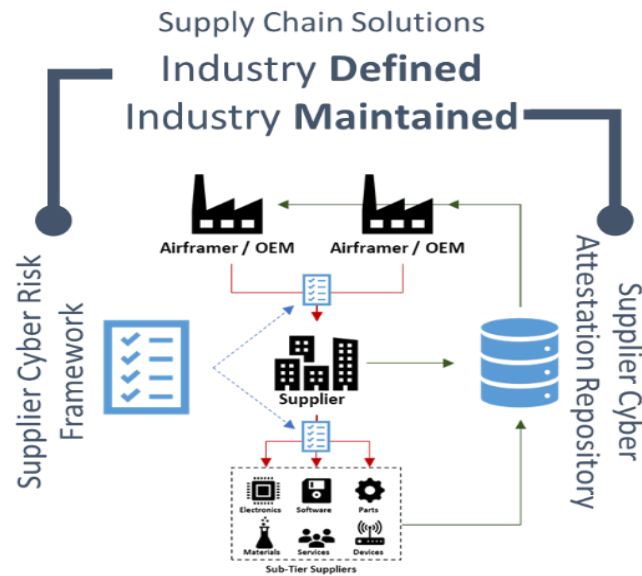 Supply Chain Solutions
Industry Defined
Industry Maintained
Supplier Cyber Risk
Framework
Airframer / OEM
Airframer / OEM
Supplier
Electronics
Software
Parts
Materials
Services
Devices
Sub-Tier Suppliers
Supplier Cyber
Attestation Repository